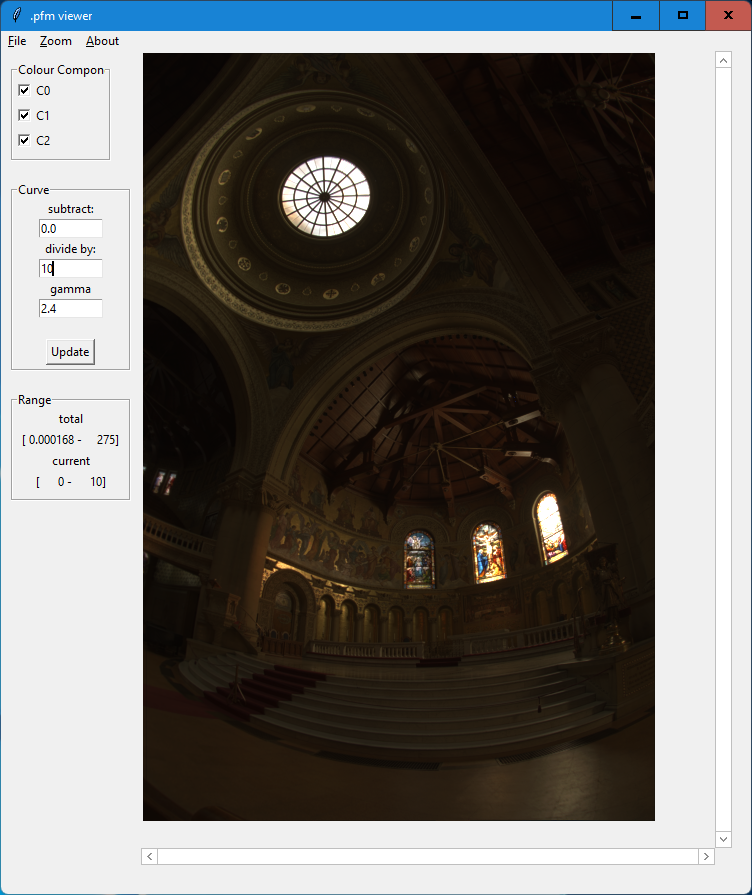 .pfm viewer
File Zoom About
Colour Compon
C0
C1
C2
Curve
subtract:
0.0
divide by:
10
gamma
2.4
Update
Range
total
[ 0.000168 - 275]
current
[ 0 - 10]